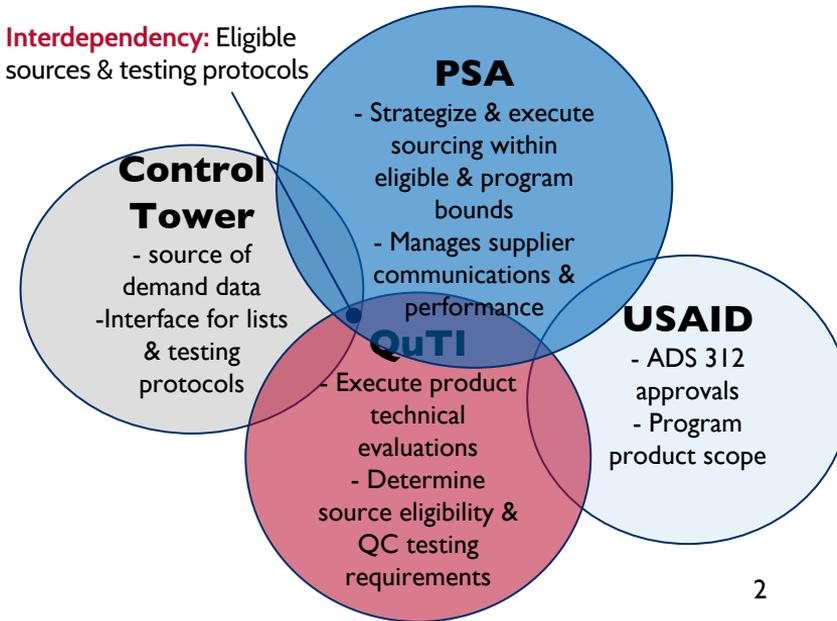 Interdependency: Eligible
sources & testing protocols
PSA
- Strategize & execute
sourcing within
eligible & program
bounds
- Manages supplier
communications &
performance
Control
Tower
- source of
demand data
-Interface for lists
& testing
protocols
QuTI
- Execute product
technical
evaluations
- Determine
source eligibility &
QC testing
requirements
USAID
- ADS 312
approvals
- Program
product scope
2